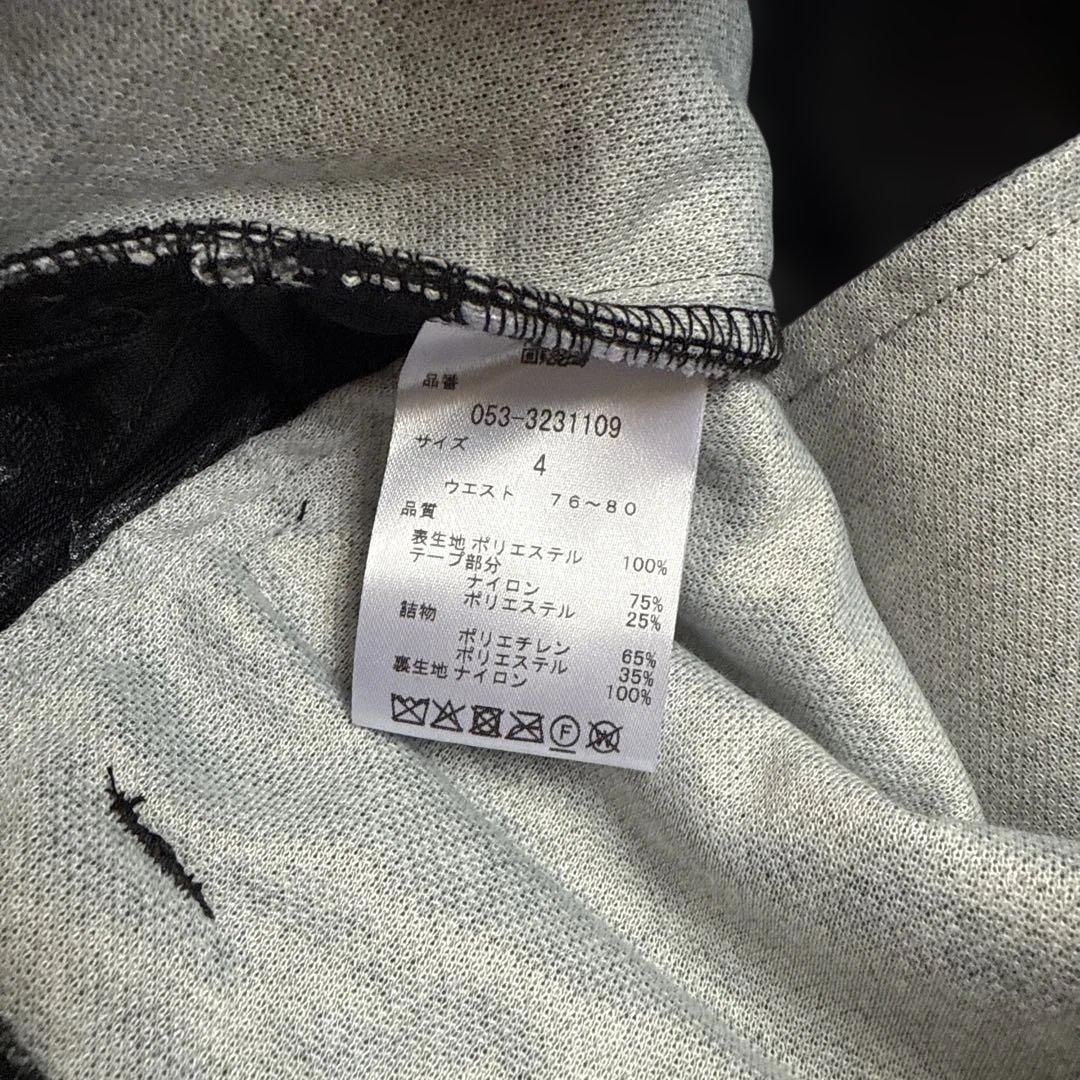 品番
053-3231109
サイズ
4
ウエスト 76～80
品質
表生地 ポリエステル 100%
テープ部分
ナイロン 75%
ポリエステル 25%
詰物
ポリエチレン 65%
ポリエステル 35%
裏生地 ナイロン 100%
F
W